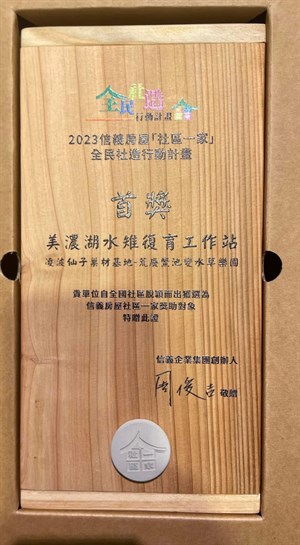 全民社造
行動計畫
2023信義房屋「社區一家」
全民社造行動計畫
首獎
美濃湖水雉復育工作站
凌波仙子巢材基地-荒廢繁池變水草樂園
貴單位自全國社區脫穎而出獲選為
信義房屋社區一家獎助對象
特贈此證
信義企業集團創辦人
周俊吉 敬贈